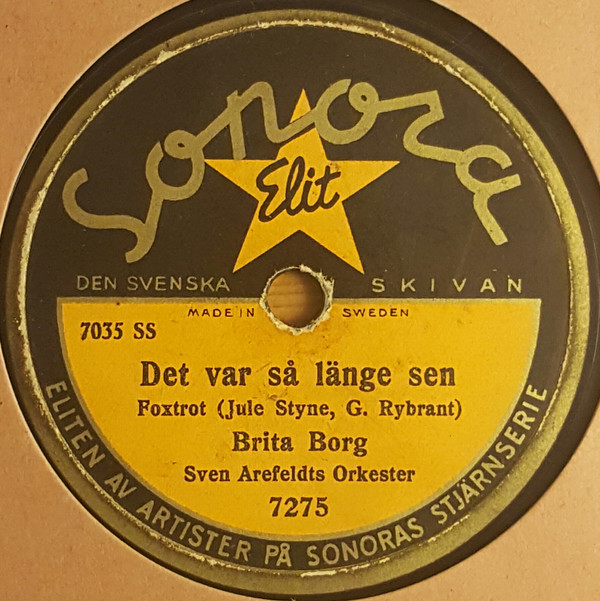 Sonora
Elit
DEN SVENSKA SKIVAN
MADE IN SWEDEN
7035 SS
Det var så länge sen
Foxtrot (Jule Styne, G. Rybrant)
Brita Borg
Sven Arefeldts Orkester
7275
ELITEN AV ARTISTER PÅ SONORAS STJÄRNSERIE